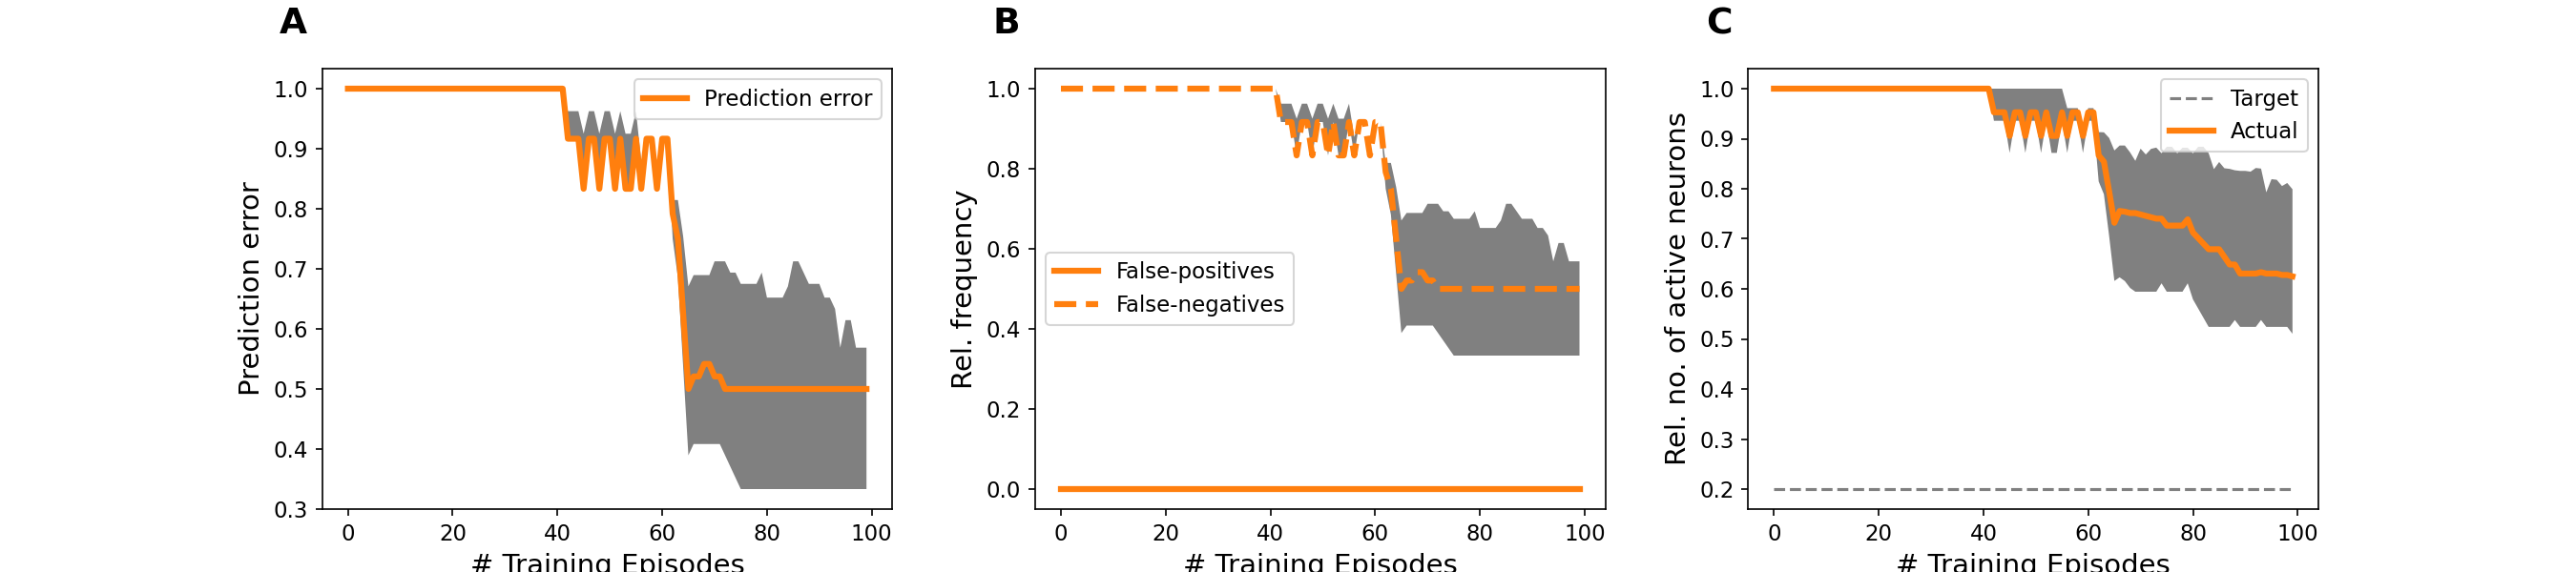 A
B
C
Prediction error
1.0
0.9
0.8
0.7
0.6
0.5
0.4
0.3
0
20
40
60
80
100
Prediction error
# Training Episodes
Rel. frequency
1.0
0.8
0.6
0.4
0.2
0.0
0
20
40
60
80
100
False-positives
False-negatives
# Training Episodes
Rel. no. of active neurons
1.0
0.9
0.8
0.7
0.6
0.5
0.4
0.3
0.2
0
20
40
60
80
100
Target
Actual
# Training Episodes